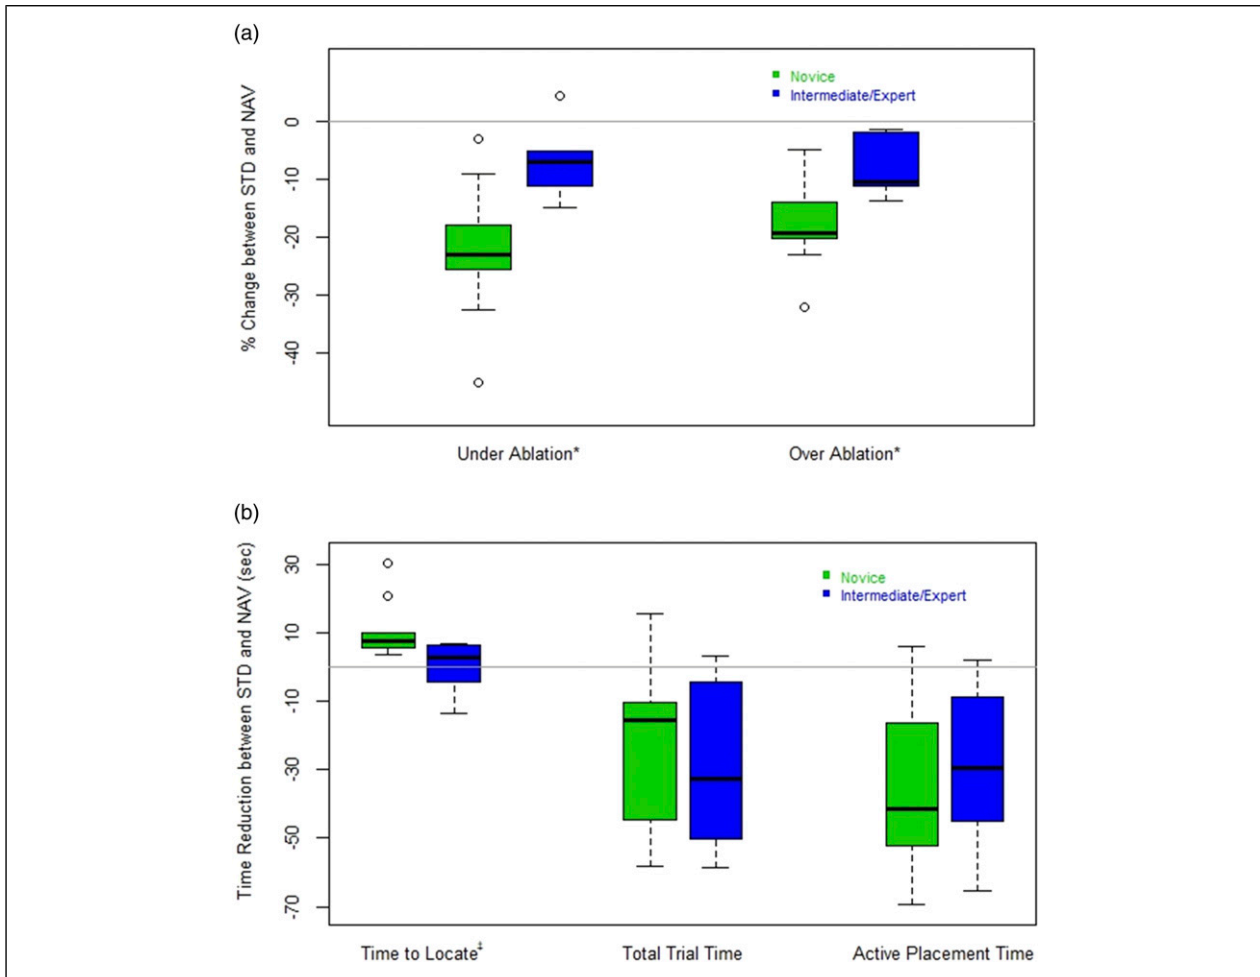 (a)
% Change between STD and NAV
0
-10
-20
-30
-40
Novice
Intermediate/Expert
Under Ablation*
Over Ablation*
(b)
Time Reduction between STD and NAV (sec)
30
10
-10
-30
-50
-70
Novice
Intermediate/Expert
Time to Locate‡
Total Trial Time
Active Placement Time